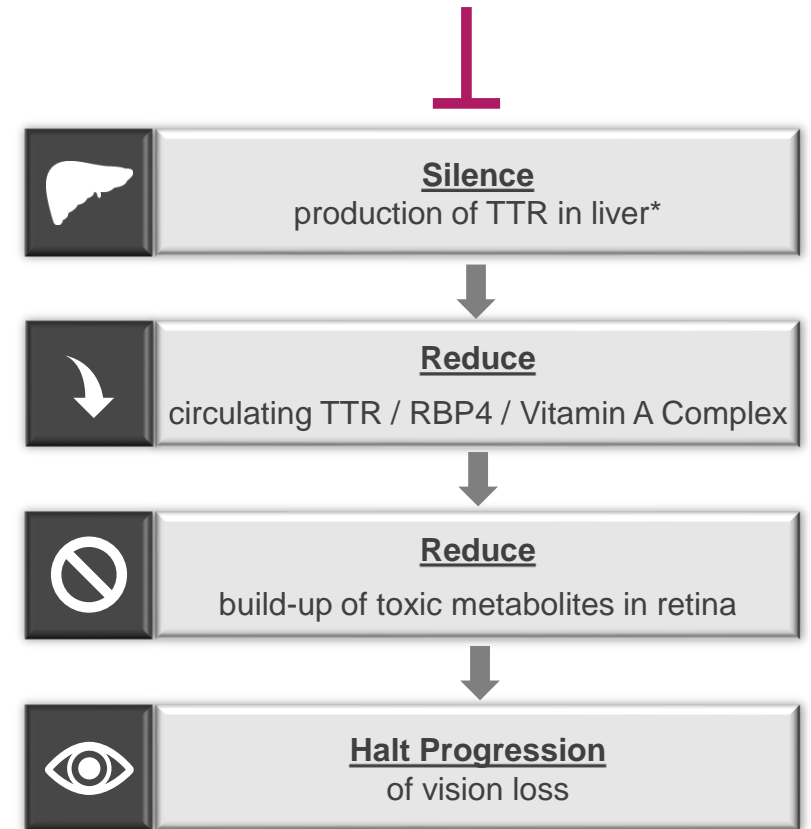 Silence
production of TTR in liver*
Reduce
circulating TTR / RBP4 / Vitamin A Complex
Reduce
build-up of toxic metabolites in retina
Halt Progression
of vision loss